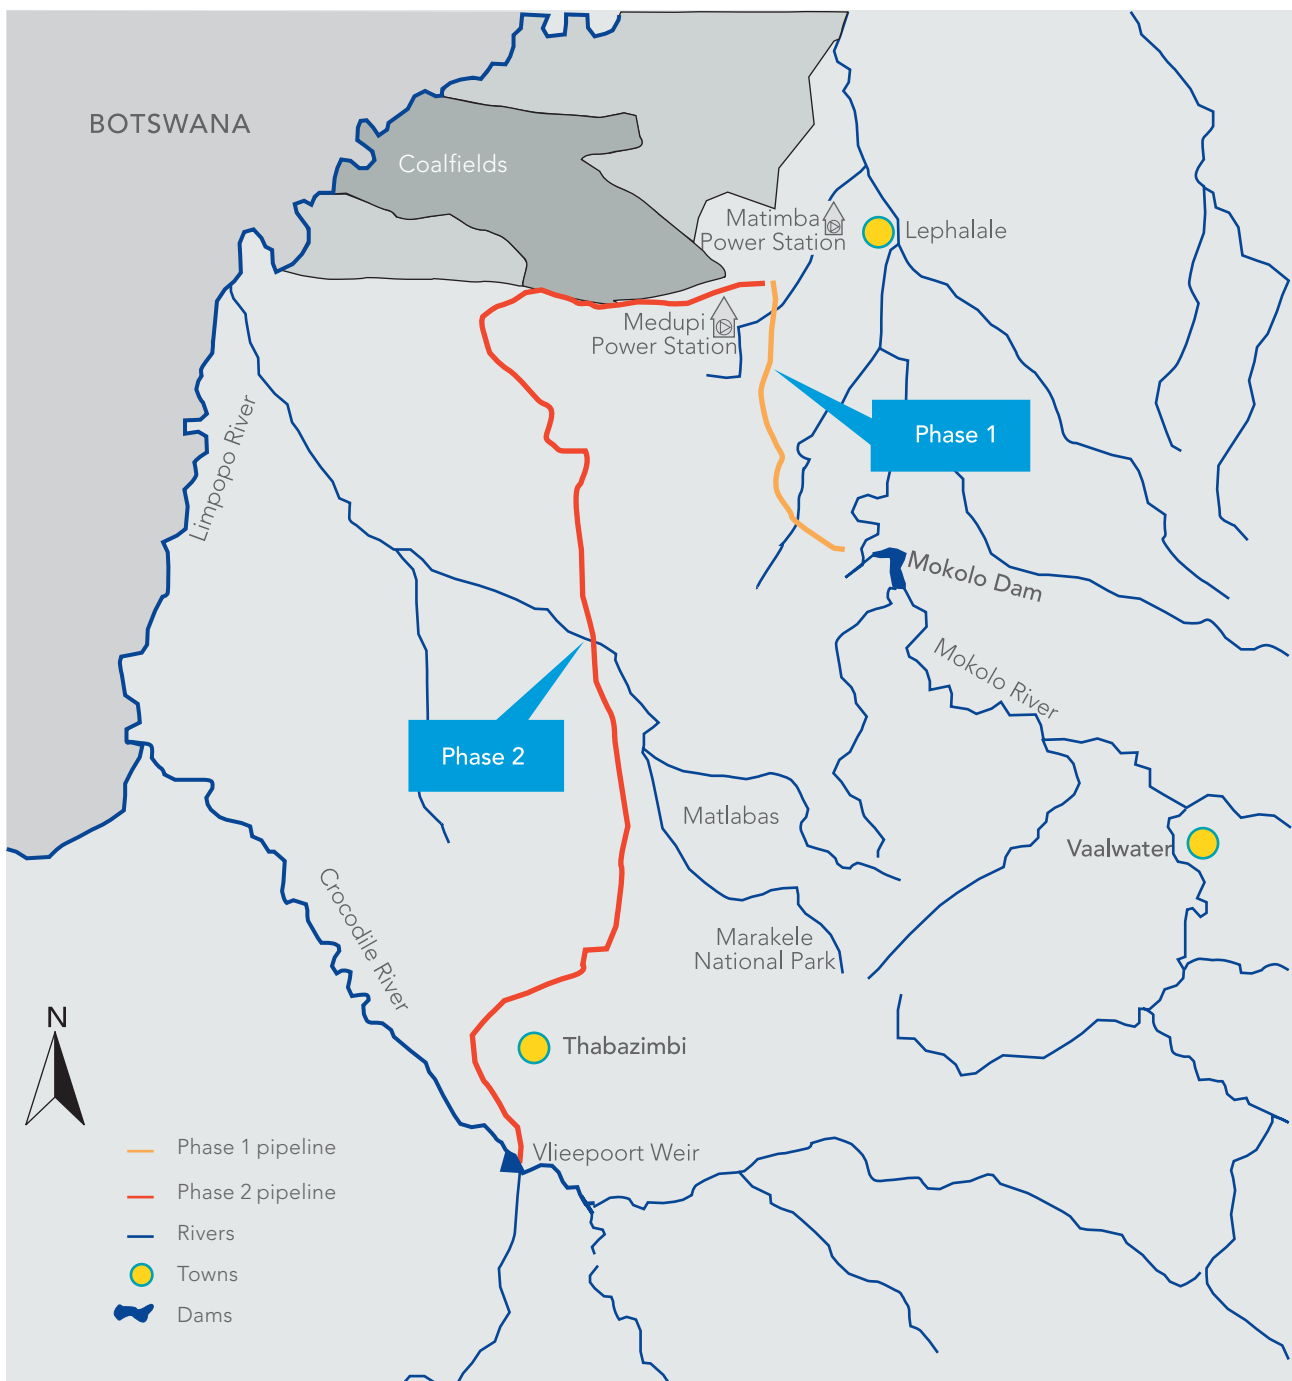 BOTSWANA
Coalfields
Matimba
Power Station
Lephalale
Medupi
Power Station
Limpopo River
Phase 1
Mokolo Dam
Mokolo River
Phase 2
Matlabas
Vaalwater
Crocodile River
Marakele
National Park
N
Thabazimbi
Vlieepoort Weir
Phase 1 pipeline
Phase 2 pipeline
Rivers
Towns
Dams